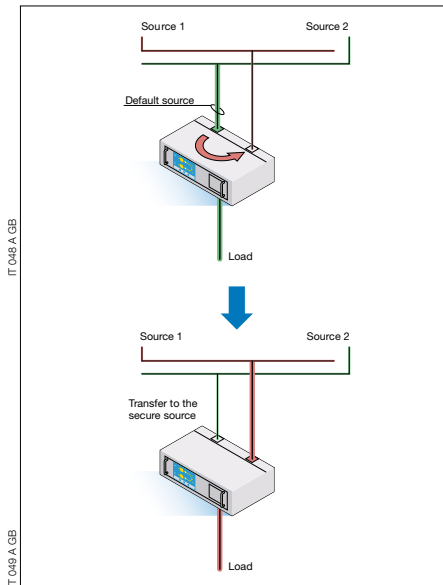 Source 1
Source 2
Default source
Load
IT 048 A GB
Source 1
Source 2
Transfer to the
secure source
Load
IT 049 A GB